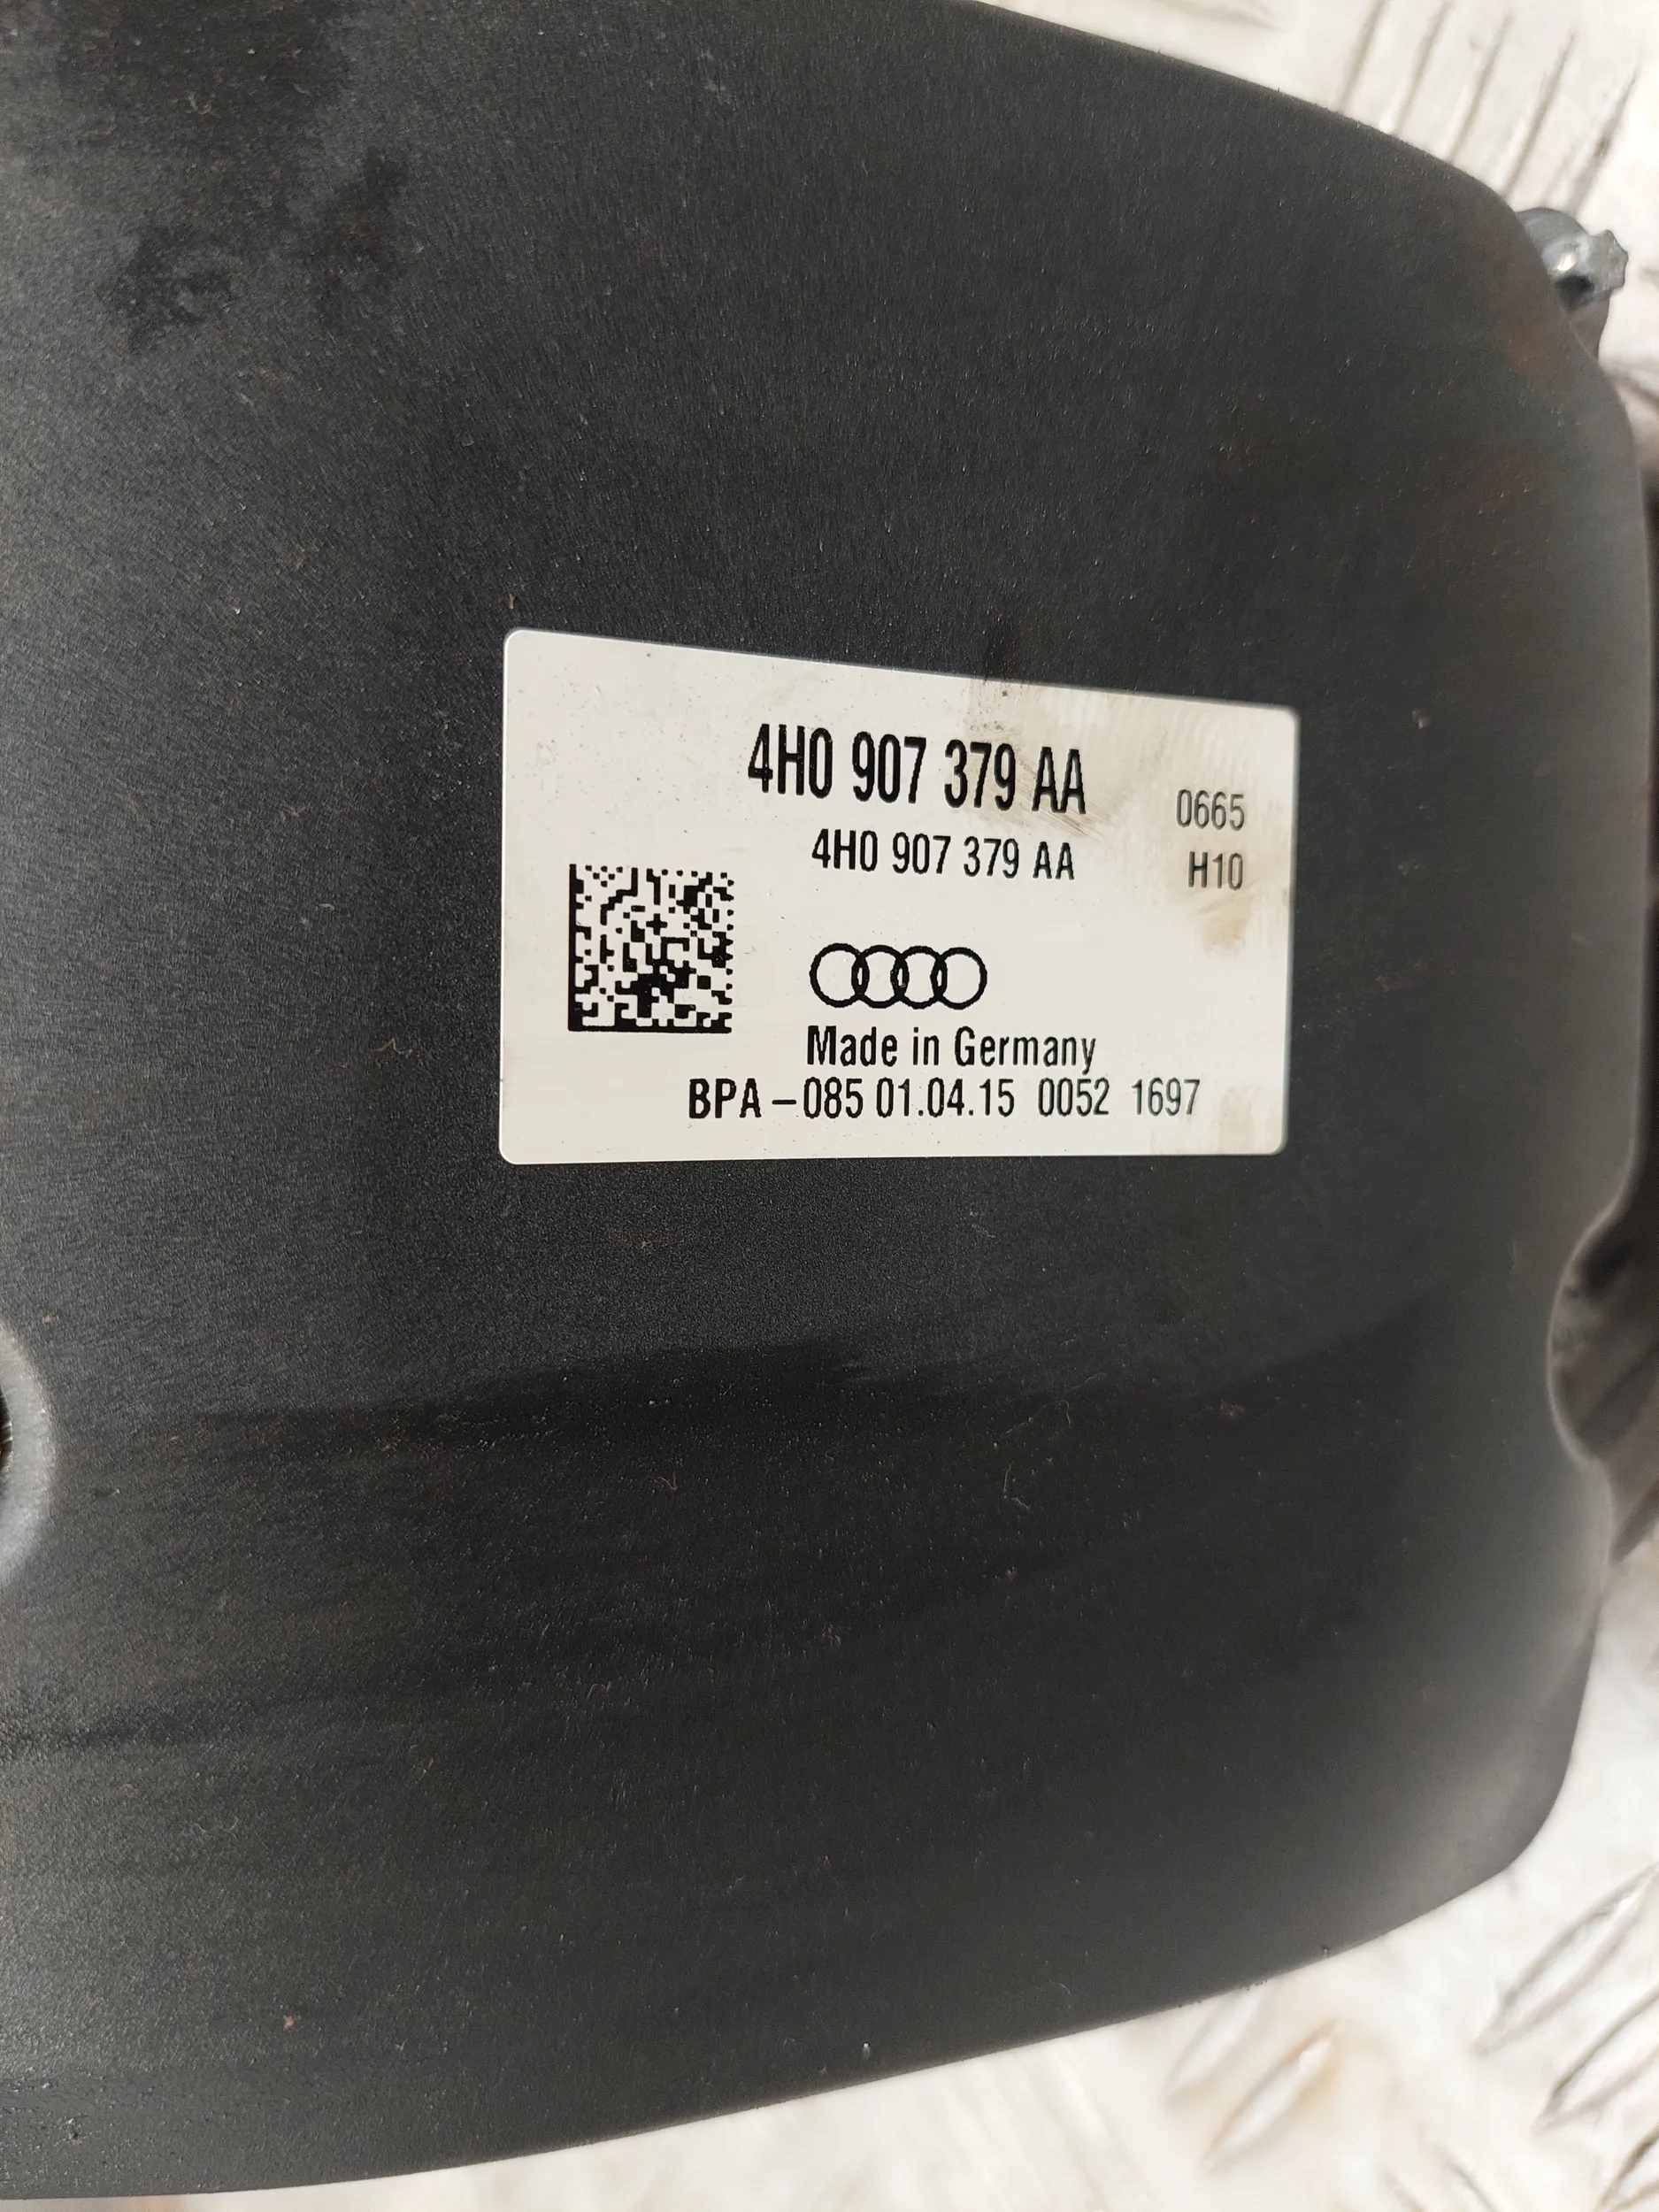 4H0 907 379 AA
0665
4H0 907 379 AA
H10
Made in Germany
BPA-085 01.04.15 0052 1697